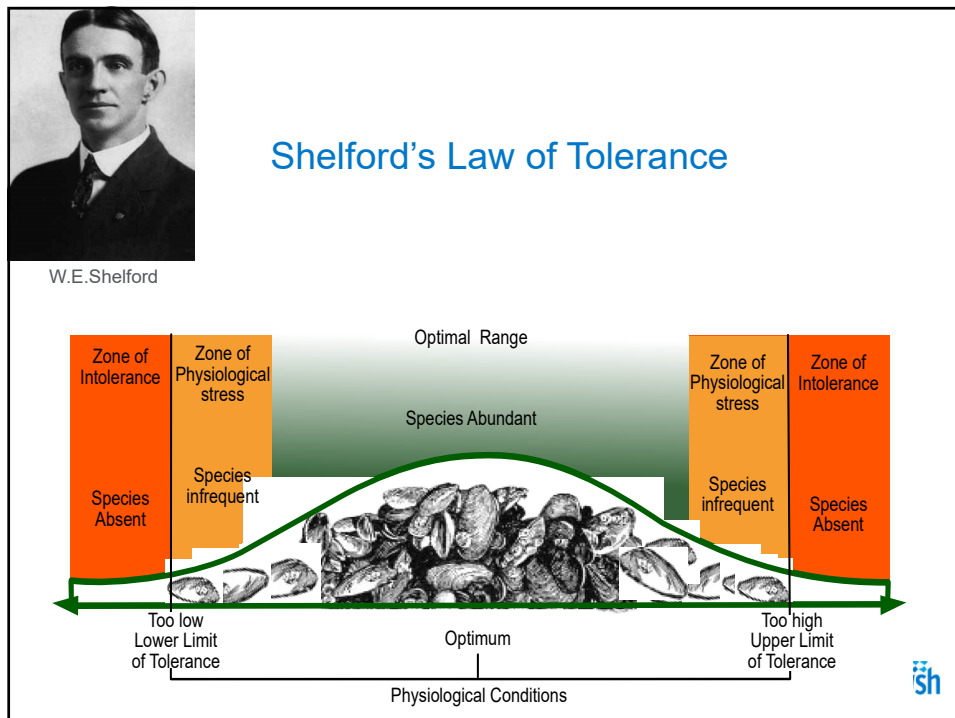 Shelford’s Law of Tolerance
W.E.Shelford
Optimal Range
Zone of
Intolerance
Zone of
Physiological
stress
Zone of
Physiological
stress
Zone of
Intolerance
Species Abundant
Species
Absent
Species
infrequent
Species
infrequent
Species
Absent
Too low
Lower Limit
of Tolerance
Optimum
Too high
Upper Limit
of Tolerance
Physiological Conditions
sh